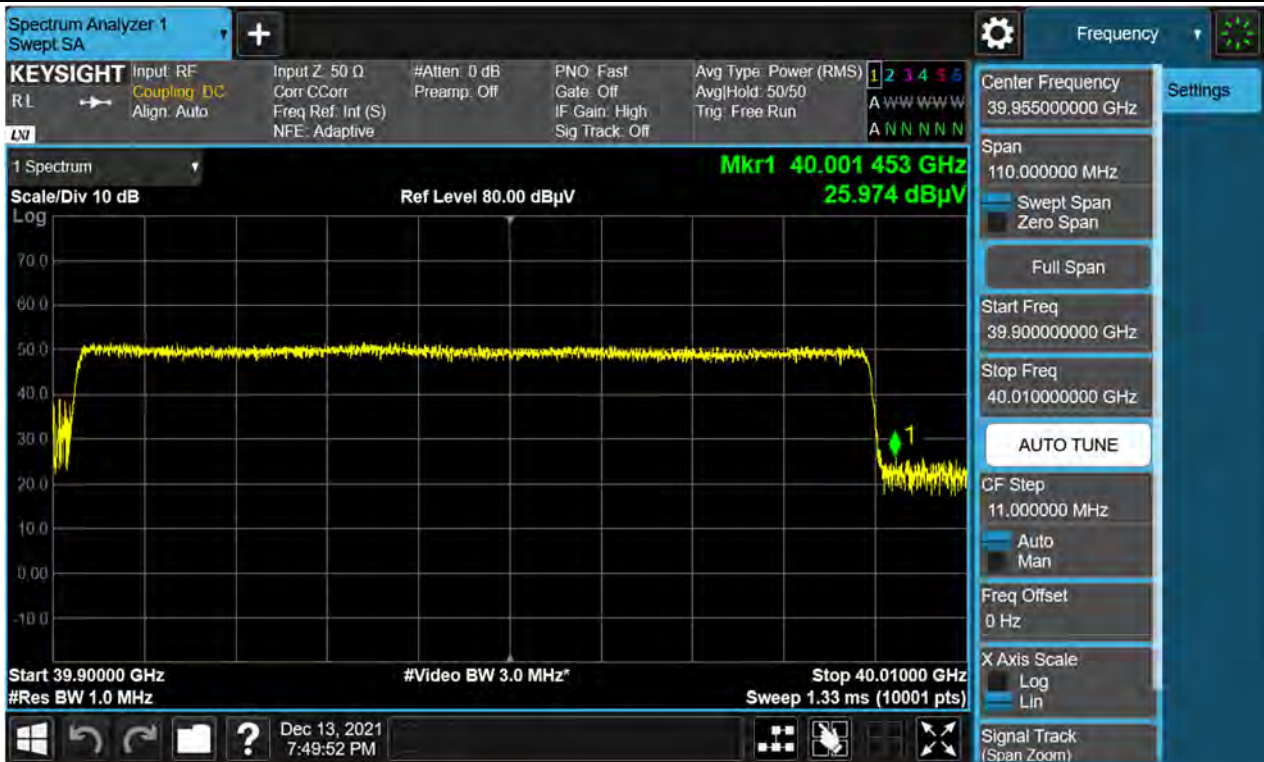 Spectrum Analyzer 1
Swept SA
+
Frequency
KEYSIGHT
RL
LXI
Input: RF
Coupling: DC
Align: Auto
Input Z: 50 Ω
Corr CCorr
Freq Ref: Int (S)
NFE: Adaptive
#Atten: 0 dB
Preamp: Off
PNO: Fast
Gate: Off
IF Gain: High
Sig Track: Off
Avg Type: Power (RMS)
Avg|Hold: 50/50
Trig: Free Run
1 2 3 4 5 6
A W W W W W
A N N N N N
Center Frequency
39.955000000 GHz
Settings
1 Spectrum
Mkr1 40.001 453 GHz
25.974 dBµV
Scale/Div 10 dB
Ref Level 80.00 dBµV
Log
70.0
60.0
50.0
40.0
30.0
20.0
10.0
0.00
-10.0
1
Start 39.90000 GHz
#Video BW 3.0 MHz*
Stop 40.01000 GHz
#Res BW 1.0 MHz
Sweep 1.33 ms (10001 pts)
Span
110.000000 MHz
Swept Span
Zero Span
Full Span
Start Freq
39.900000000 GHz
Stop Freq
40.010000000 GHz
AUTO TUNE
CF Step
11.000000 MHz
Auto
Man
Freq Offset
0 Hz
X Axis Scale
Log
Lin
Signal Track
(Span Zoom)
?
Dec 13, 2021
7:49:52 PM